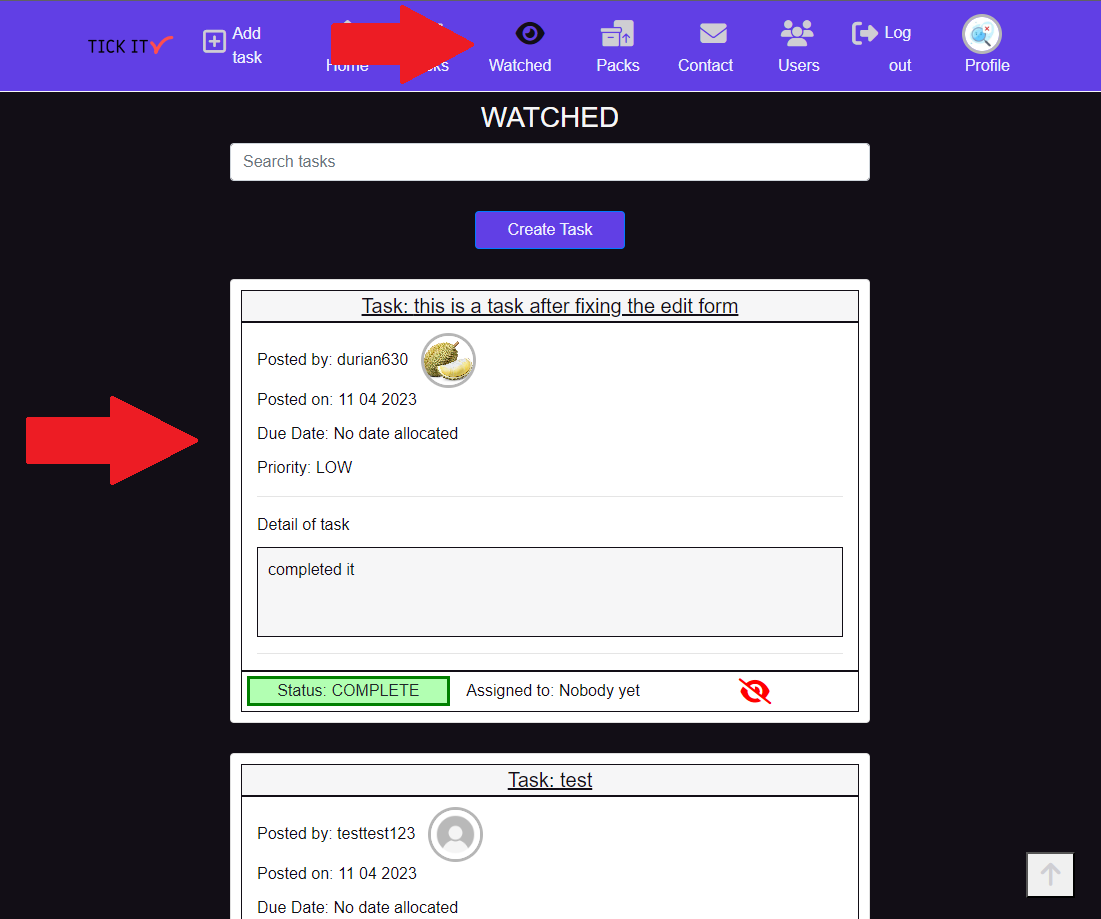 TICK IT
Add
task
Home
Watched
Packs
Contact
Users
Log
out
Profile
WATCHED
Search tasks
Create Task
Task: this is a task after fixing the edit form
Posted by: durian630
Posted on: 11 04 2023
Due Date: No date allocated
Priority: LOW
Detail of task
completed it
Status: COMPLETE
Assigned to: Nobody yet
Task: test
Posted by: testtest123
Posted on: 11 04 2023
Due Date: No date allocated